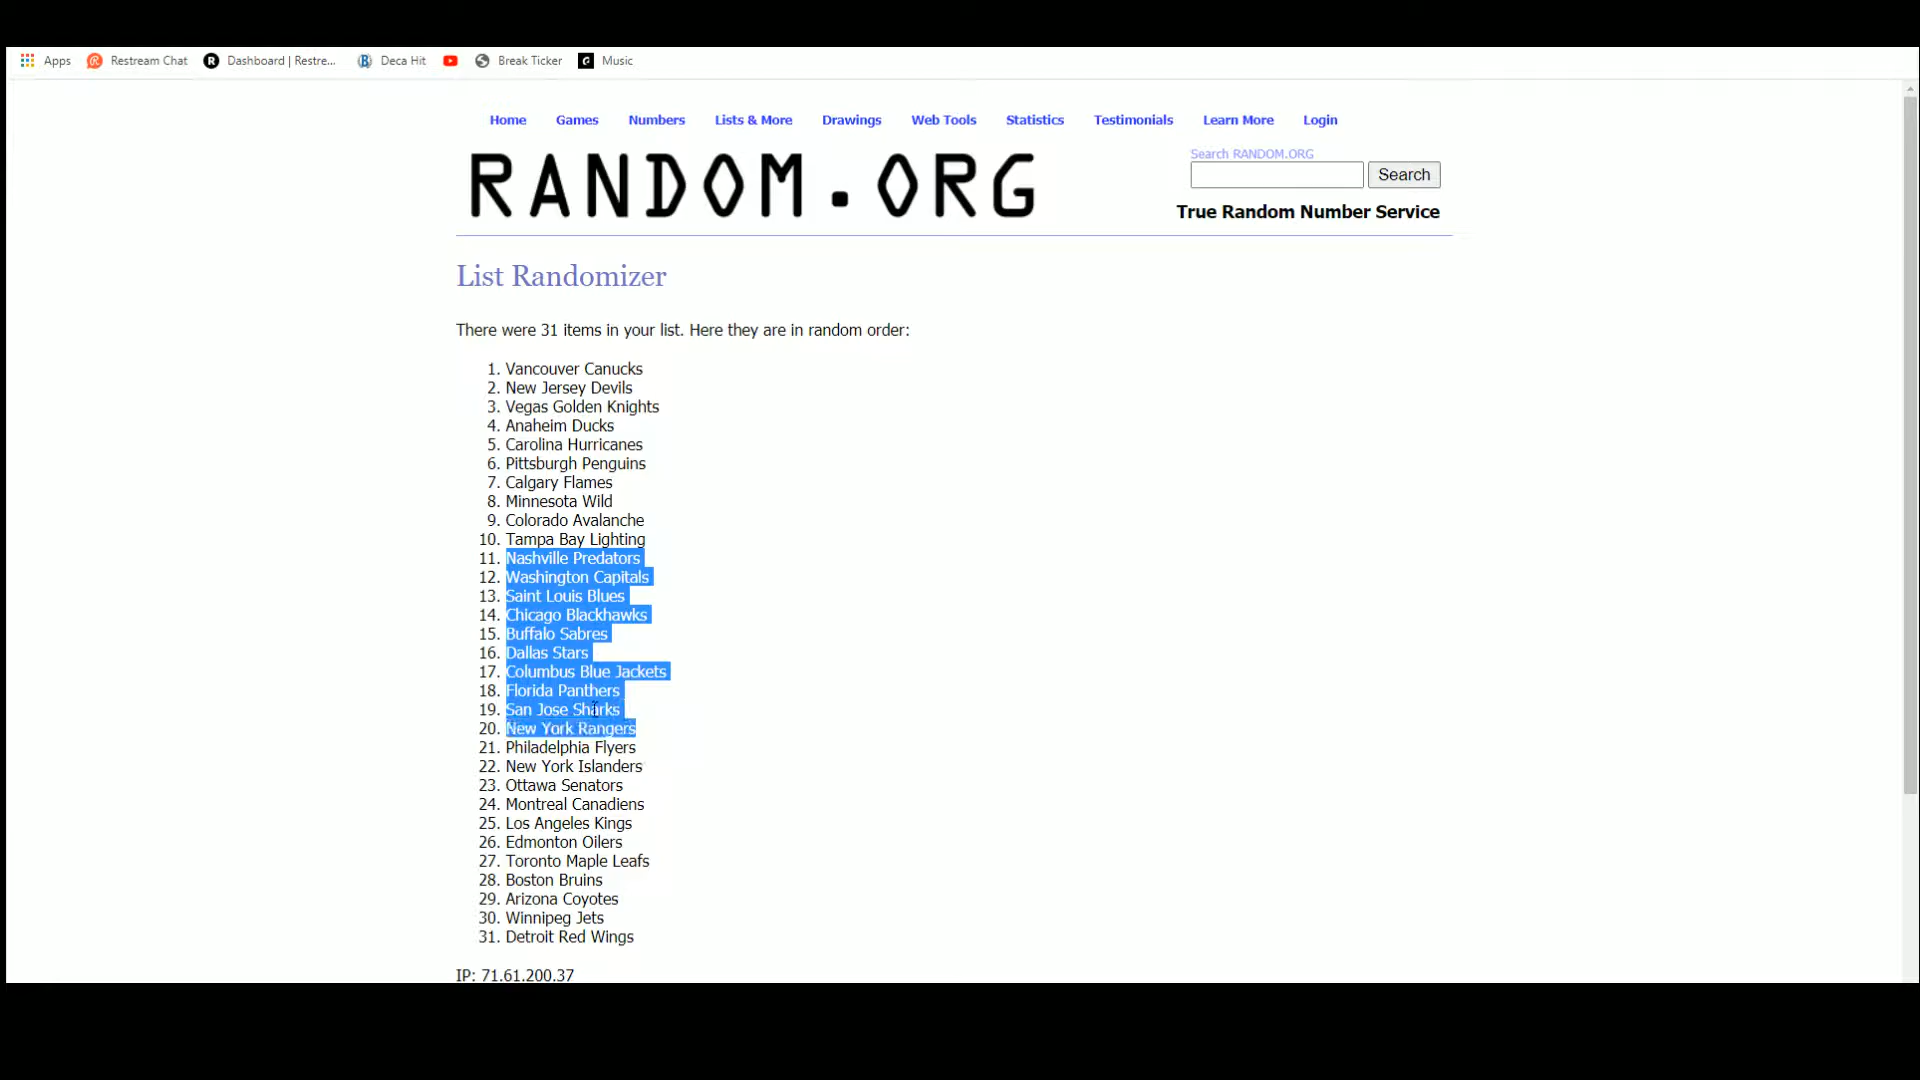 Apps Restream Chat Dashboard | Restre... Deca Hit Break Ticker Music
Home Games Numbers Lists & More Drawings Web Tools Statistics Testimonials Learn More Login
RANDOM.ORG
Search RANDOM.ORG
Search
True Random Number Service
List Randomizer
There were 31 items in your list. Here they are in random order:
1. Vancouver Canucks
2. New Jersey Devils
3. Vegas Golden Knights
4. Anaheim Ducks
5. Carolina Hurricanes
6. Pittsburgh Penguins
7. Calgary Flames
8. Minnesota Wild
9. Colorado Avalanche
10. Tampa Bay Lighting
11. Nashville Predators
12. Washington Capitals
13. Saint Louis Blues
14. Chicago Blackhawks
15. Buffalo Sabres
16. Dallas Stars
17. Columbus Blue Jackets
18. Florida Panthers
19. San Jose Sharks
20. New York Rangers
21. Philadelphia Flyers
22. New York Islanders
23. Ottawa Senators
24. Montreal Canadiens
25. Los Angeles Kings
26. Edmonton Oilers
27. Toronto Maple Leafs
28. Boston Bruins
29. Arizona Coyotes
30. Winnipeg Jets
31. Detroit Red Wings
IP: 71.61.200.37